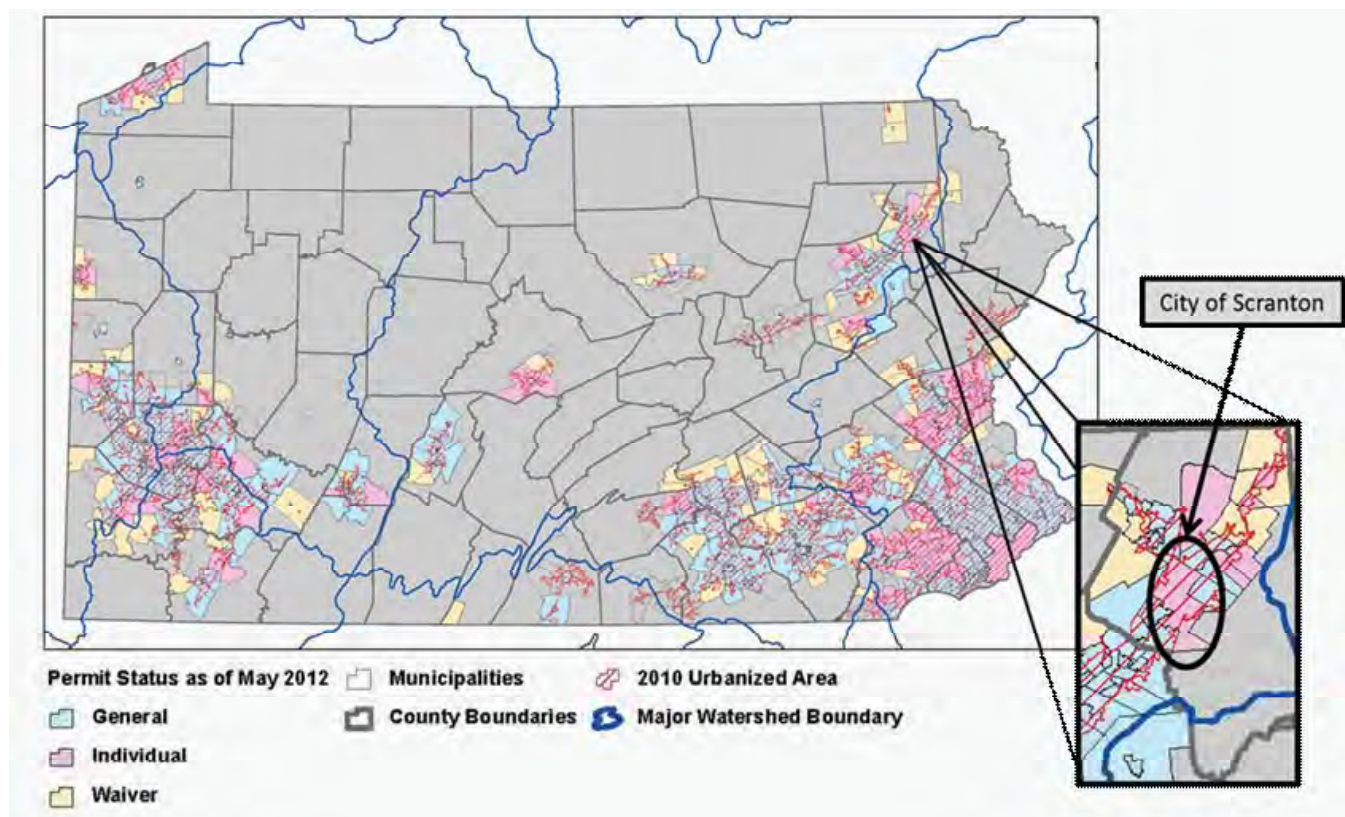 City of Scranton
Permit Status as of May 2012
Municipalities
2010 Urbanized Area
General
County Boundaries
Major Watershed Boundary
Individual
Waiver